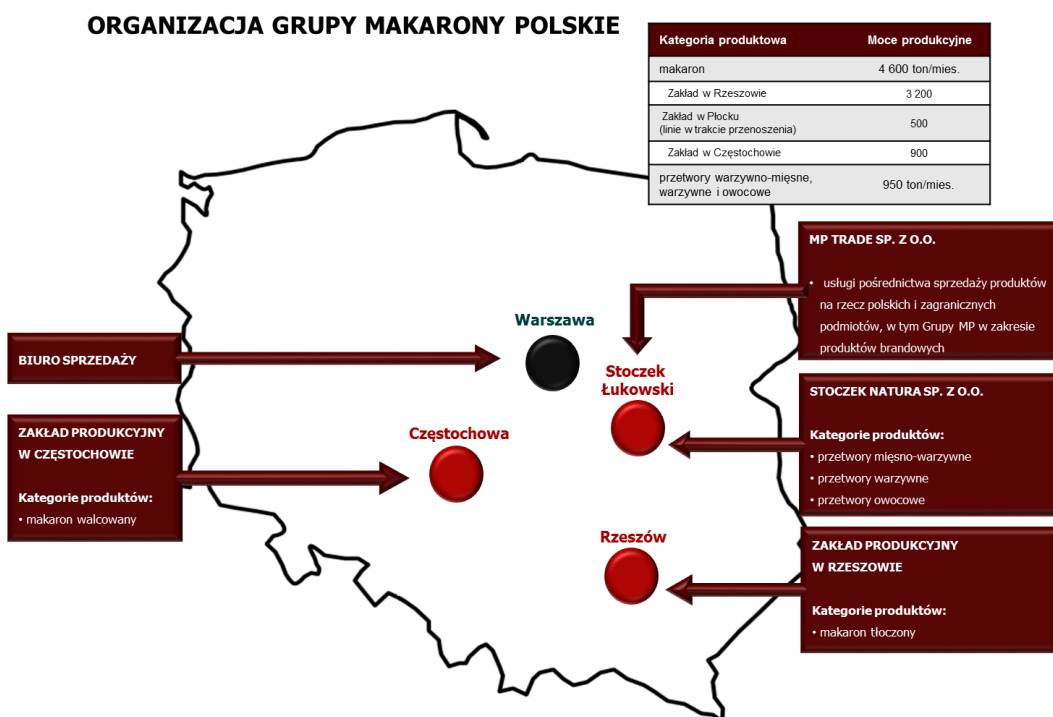 ORGANIZACJA GRUPY MAKARONY POLSKIE
Kategoria produktowa Moce produkcyjne
makaron 4 600 ton/mies.
Zakład w Rzeszowie 3 200
Zakład w Płocku
(linie w trakcie przenoszenia) 500
Zakład w Częstochowie 900
przetwory warzywno-mięsne,
warzywne i owocowe 950 ton/mies.
MP TRADE SP. Z O.O.
• usługi pośrednictwa sprzedaży produktów
na rzecz polskich i zagranicznych
podmiotów, w tym Grupy MP w zakresie
produktów brandowych
Warszawa
BIURO SPRZEDAŻY
Stoczek
Łukowski
STOCZEK NATURA SP. Z O.O.
Kategorie produktów:
• przetwory mięsno-warzywne
• przetwory warzywne
• przetwory owocowe
ZAKŁAD PRODUKCYJNY
W CZĘSTOCHOWIE
Kategorie produktów:
• makaron walcowany
Częstochowa
Rzeszów
ZAKŁAD PRODUKCYJNY
W RZESZOWIE
Kategorie produktów:
• makaron tłoczony